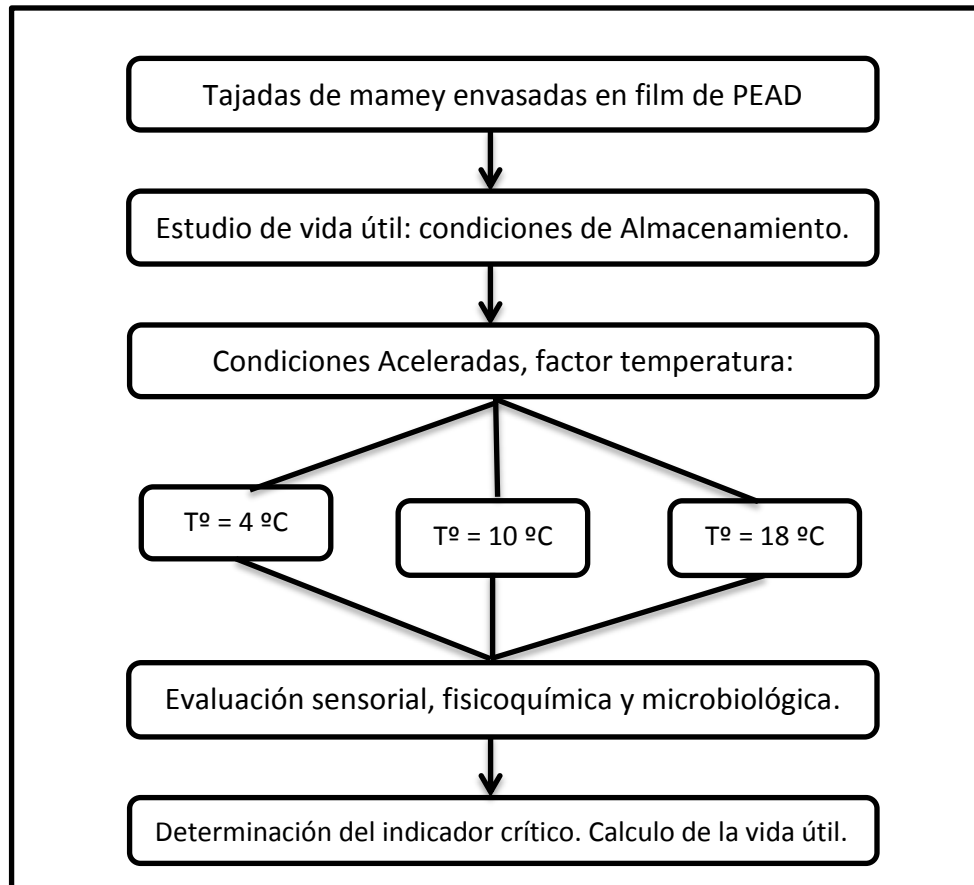 Tajadas de mamey envasadas en film de PEAD
Estudio de vida útil: condiciones de Almacenamiento.
Condiciones Aceleradas, factor temperatura:
Tº = 4 ºC
Tº = 10 ºC
Tº = 18 ºC
Evaluación sensorial, fisicoquímica y microbiológica.
Determinación del indicador crítico. Calculo de la vida útil.